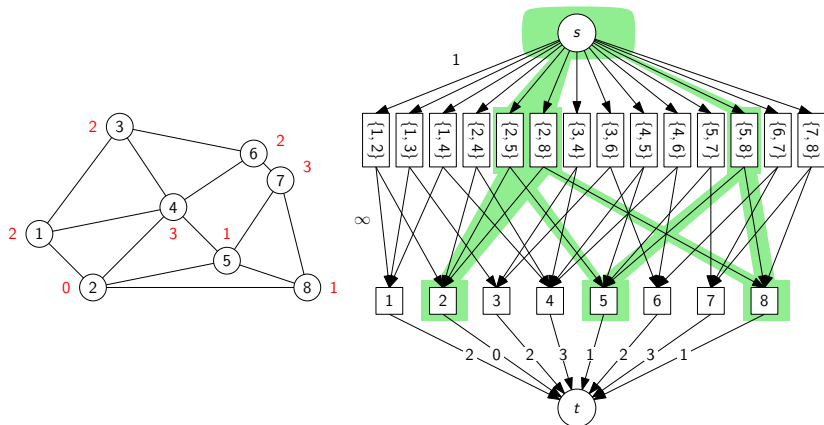 2 3
6 2
7 3
4
3
2 1
1
5
0 2
8 1
s
1
{1, 2} {1, 3} {1, 4} {2, 4} {2, 5} {2, 8} {3, 4} {3, 6} {4, 5} {4, 6} {5, 7} {5, 8} {6, 7} {7, 8}
∞
1 2 3 4 5 6 7 8
2 0 2 3 1 2 3 1
t